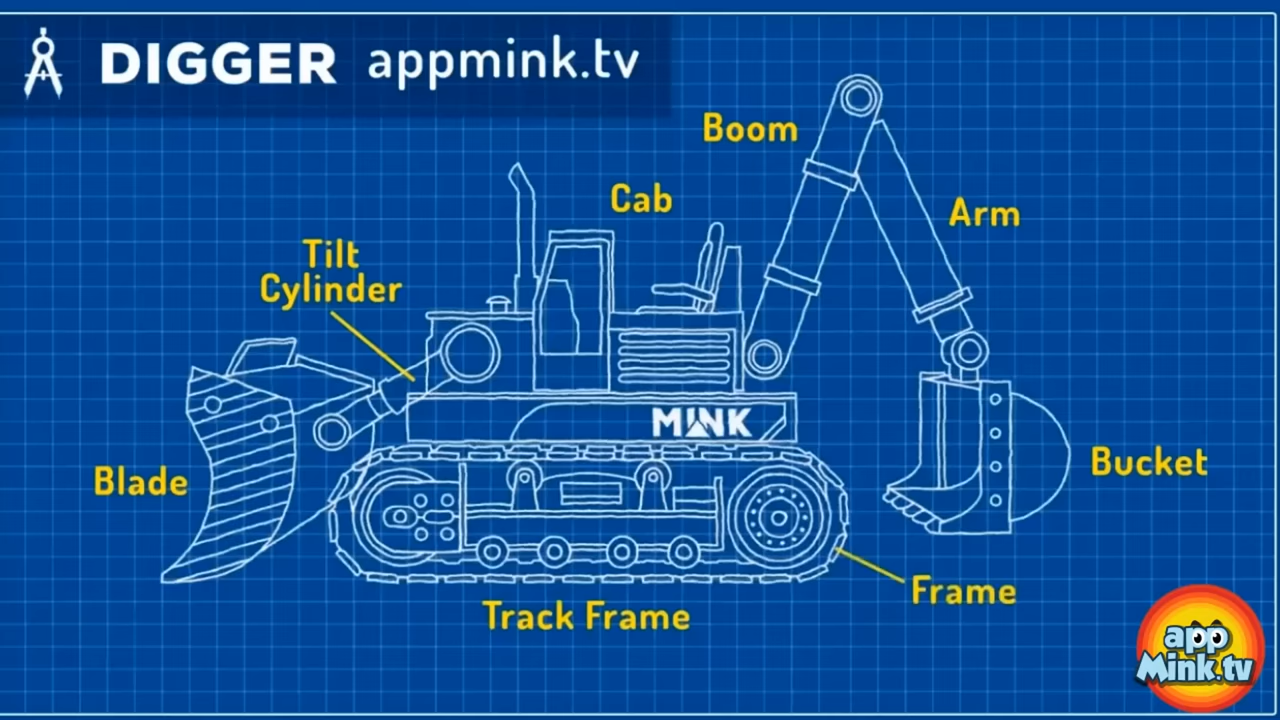 DIGGER appmink.tv
Boom
Cab
Arm
Tilt
Cylinder
MINK
Blade
Bucket
Frame
Track Frame
app
Mink.tv